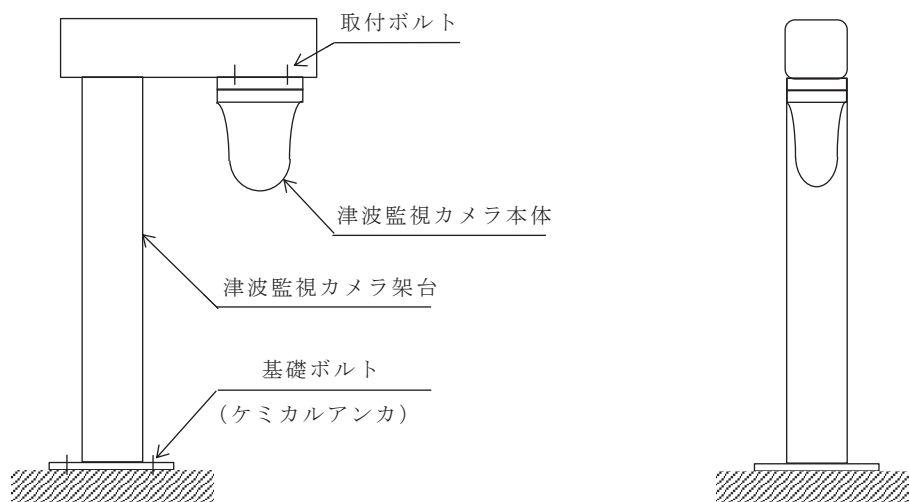 取付ボルト
津波監視カメラ本体
津波監視カメラ架台
基礎ボルト
(ケミカルアンカ)